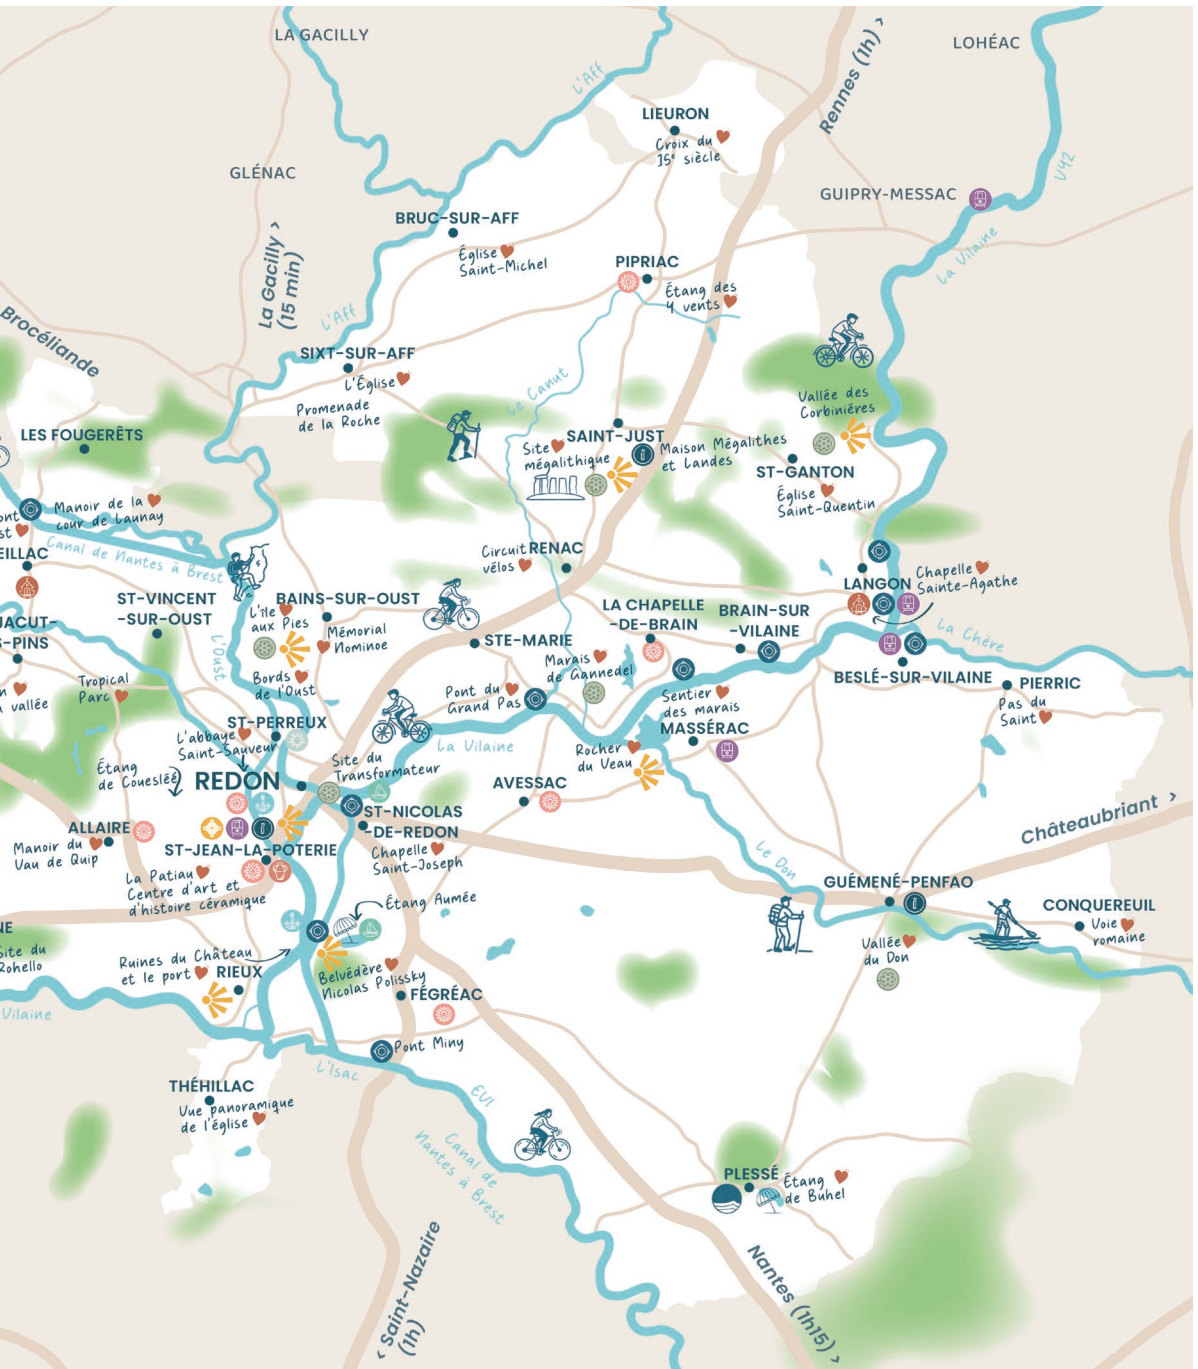 LA GACILLY
LOHÉAC
Rennes (1h) >
L'Aff
LIEURON
Croix du
15e siècle
V42
GLÉNAC
GUIPRY-MESSAC
BRUC-SUR-AFF
Église
Saint-Michel
La Vilaine
La Gacilly >
(15 min)
PIPRIAC
Étang des
4 vents
Brocéliande
L'Aff
SIXT-SUR-AFF
L'Église
Promenade
de la Roche
Le Canut
Vallée des
Corbinières
LES FOUGERÊTS
SAINT-JUST
Site
mégalithique
Maison Mégalithes
et Landes
ST-GANTON
Église
Saint-Quentin
Manoir de la
cour de Launay
ont
st
EILLAC
Canal de Nantes à Brest
Circuit
vélos
RENAC
LANGON
Chapelle
Sainte-Agathe
ST-VINCENT
-SUR-OUST
BAINS-SUR-OUST
L'île
aux Pies
Mémorial
Nominoe
LA CHAPELLE
-DE-BRAIN
BRAIN-SUR
-VILAINE
La Chère
JACUT-
S-PINS
L'Oust
STE-MARIE
Marais
de Gannedel
BESLÉ-SUR-VILAINE
PIERRIC
Pas du
Saint
n
a vallée
Tropical
Parc
Bords
de l'Oust
Pont du
Grand Pas
Sentier
des marais
MASSÉRAC
ST-PERREUX
L'abbaye
Saint-Sauveur
La Vilaine
Rocher
du Veau
Étang
de Coueslée
REDON
Site du
Transformateur
AVESSAC
ST-NICOLAS
-DE-REDON
Chapelle
Saint-Joseph
Châteaubriant >
ALLAIRE
Manoir du
Vau de Quip
ST-JEAN-LA-POTERIE
La Patiau
Centre d'art et
d'histoire céramique
Le Don
GUÉMENÉ-PENFAO
Étang Aumée
CONQUEREUIL
Voie
romaine
NE
Site du
Rohello
Ruines du Château
et le port
RIEUX
Belvédère
Nicolas Polissky
Vallée
du Don
FÉGRÉAC
Vilaine
Pont Miny
L'Isac
THÉHILLAC
Vue panoramique
de l'église
EV1
Canal de
Nantes à Brest
PLESSÉ
Étang
de Buhel
< Saint-Nazaire
(1h)
Nantes (1h15) >